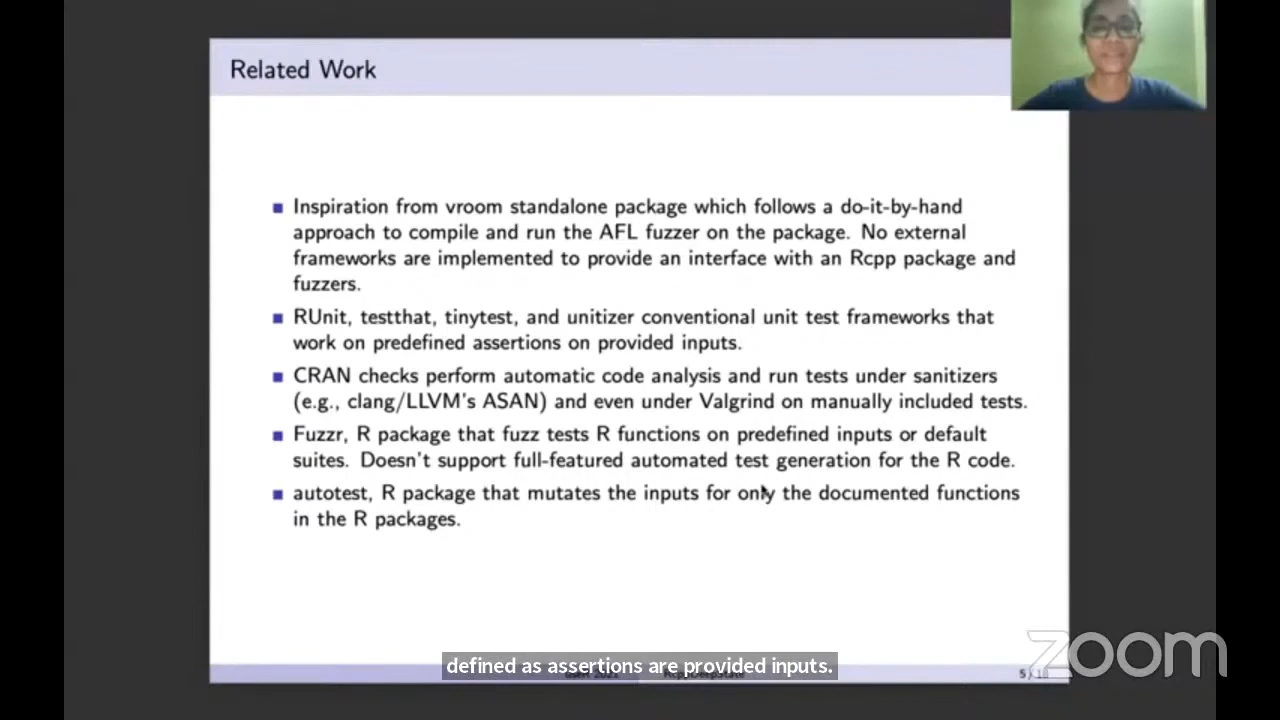 Related Work
Inspiration from vroom standalone package which follows a do-it-by-hand
approach to compile and run the AFL fuzzer on the package. No external
frameworks are implemented to provide an interface with an Rcpp package and
fuzzers.
RUnit, testthat, tinytest, and unitizer conventional unit test frameworks that
work on predefined assertions on provided inputs.
CRAN checks perform automatic code analysis and run tests under sanitizers
(e.g., clang/LLVM's ASAN) and even under Valgrind on manually included tests.
Fuzzr, R package that fuzz tests R functions on predefined inputs or default
suites. Doesn't support full-featured automated test generation for the R code.
autotest, R package that mutates the inputs for only the documented functions
in the R packages.
zoom
defined as assertions are provided inputs.